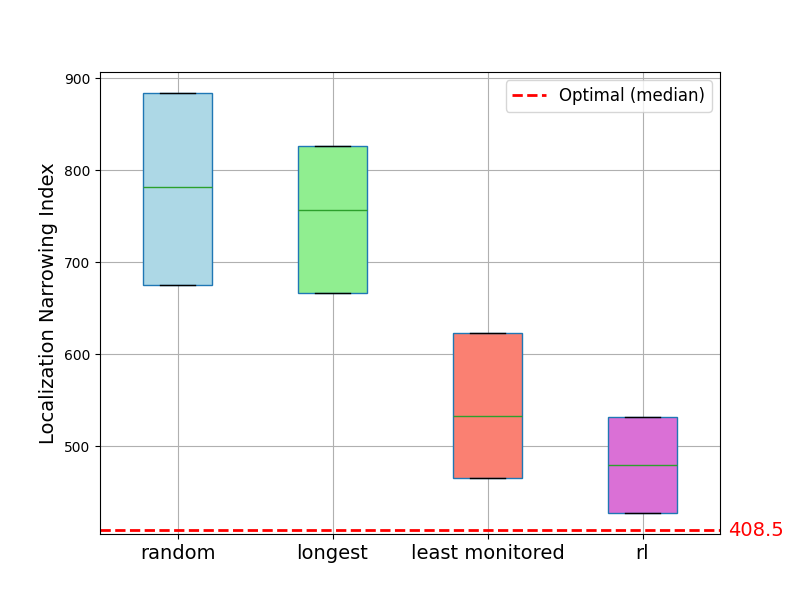 900
800
700
600
500
Localization Narrowing Index
Optimal (median)
408.5
random
longest
least monitored
rl